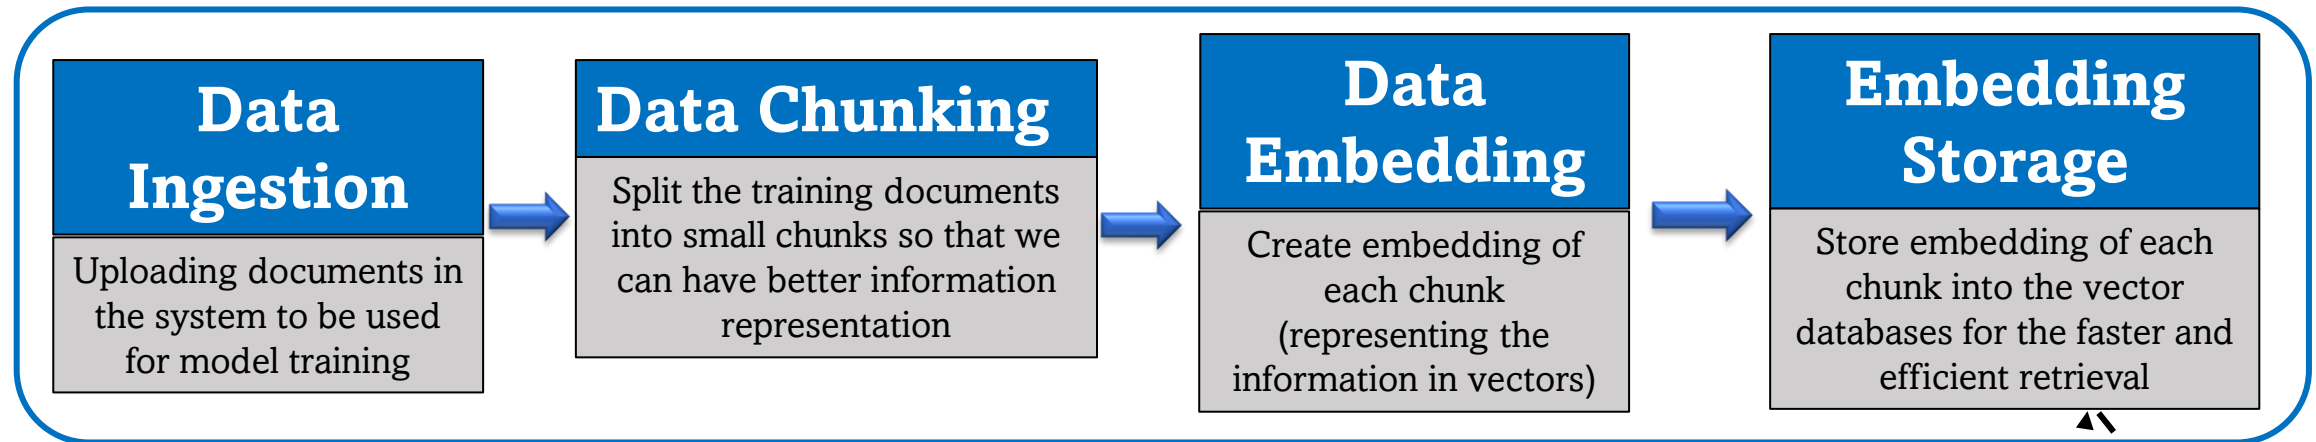 Data
Ingestion
Uploading documents in
the system to be used
for model training
Data Chunking
Split the training documents
into small chunks so that we
can have better information
representation
Data
Embedding
Create embedding of
each chunk
(representing the
information in vectors)
Embedding
Storage
Store embedding of each
chunk into the vector
databases for the faster and
efficient retrieval